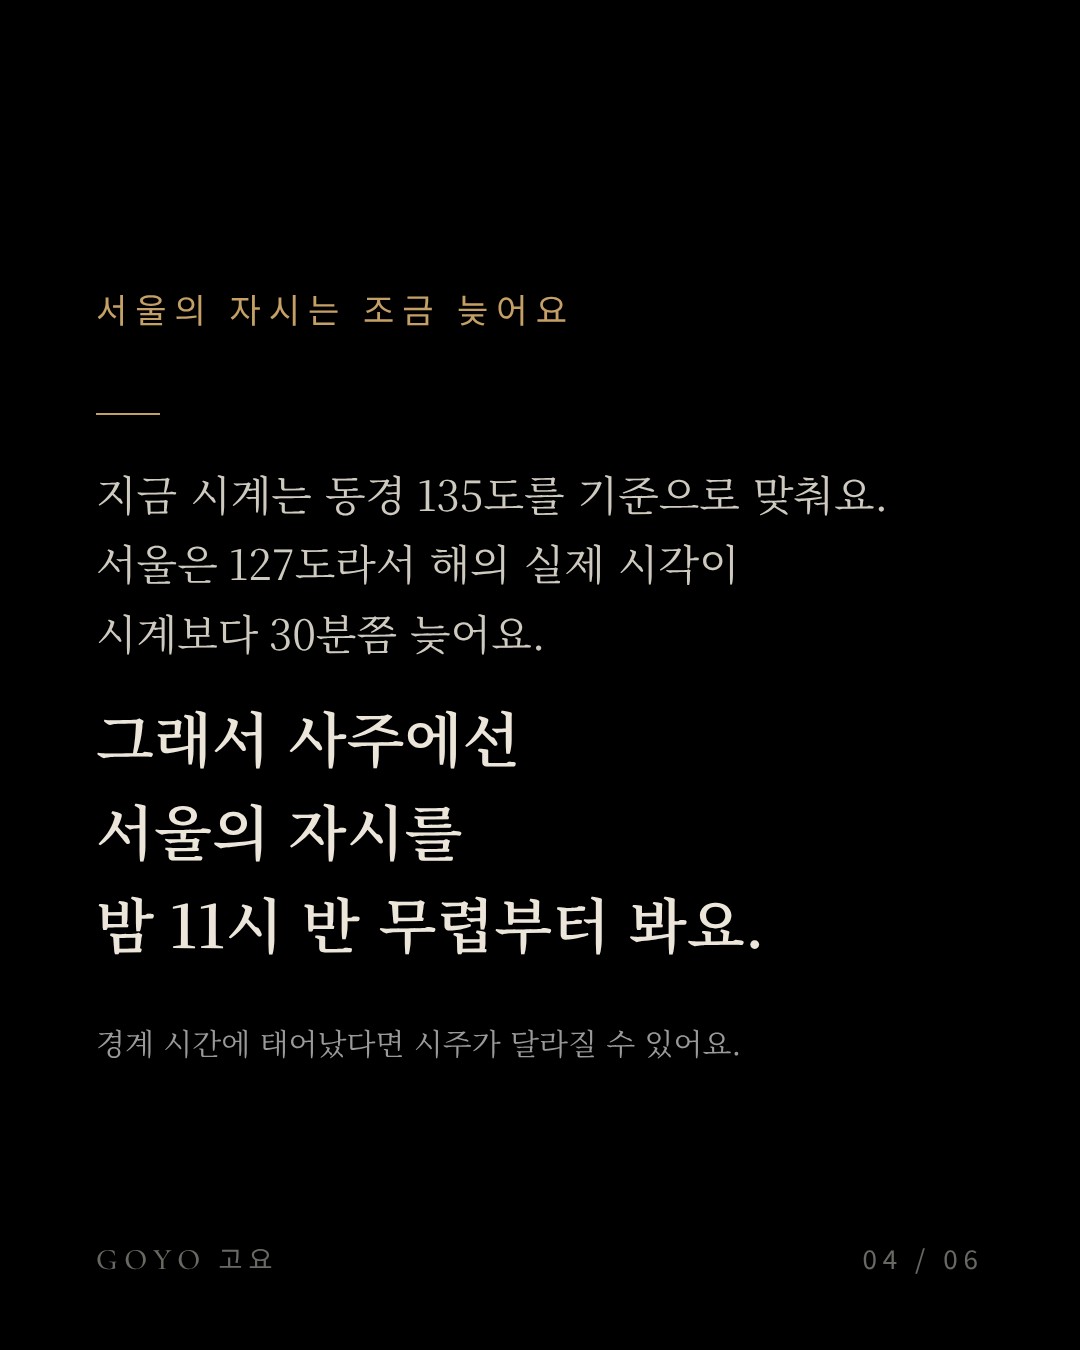 서울의 자시는 조금 늦어요
지금 시계는 동경 135도를 기준으로 맞춰요.
서울은 127도라서 해의 실제 시각이
시계보다 30분쯤 늦어요.
그래서 사주에선
서울의 자시를
밤 11시 반 무렵부터 봐요.
경계 시간에 태어났다면 시주가 달라질 수 있어요.
GOYO 고요
04 / 06